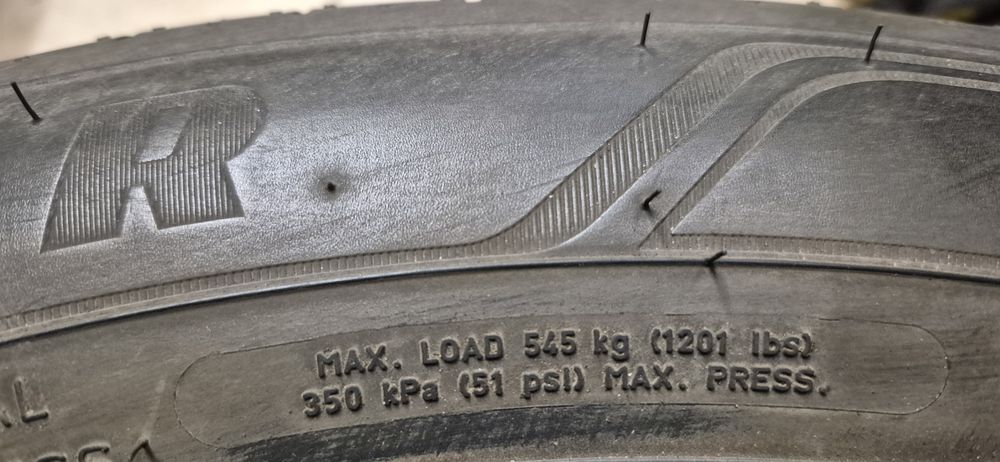 R
MAX. LOAD 545 kg (1201 lbs)
350 kPa (51 psi) MAX. PRESS.